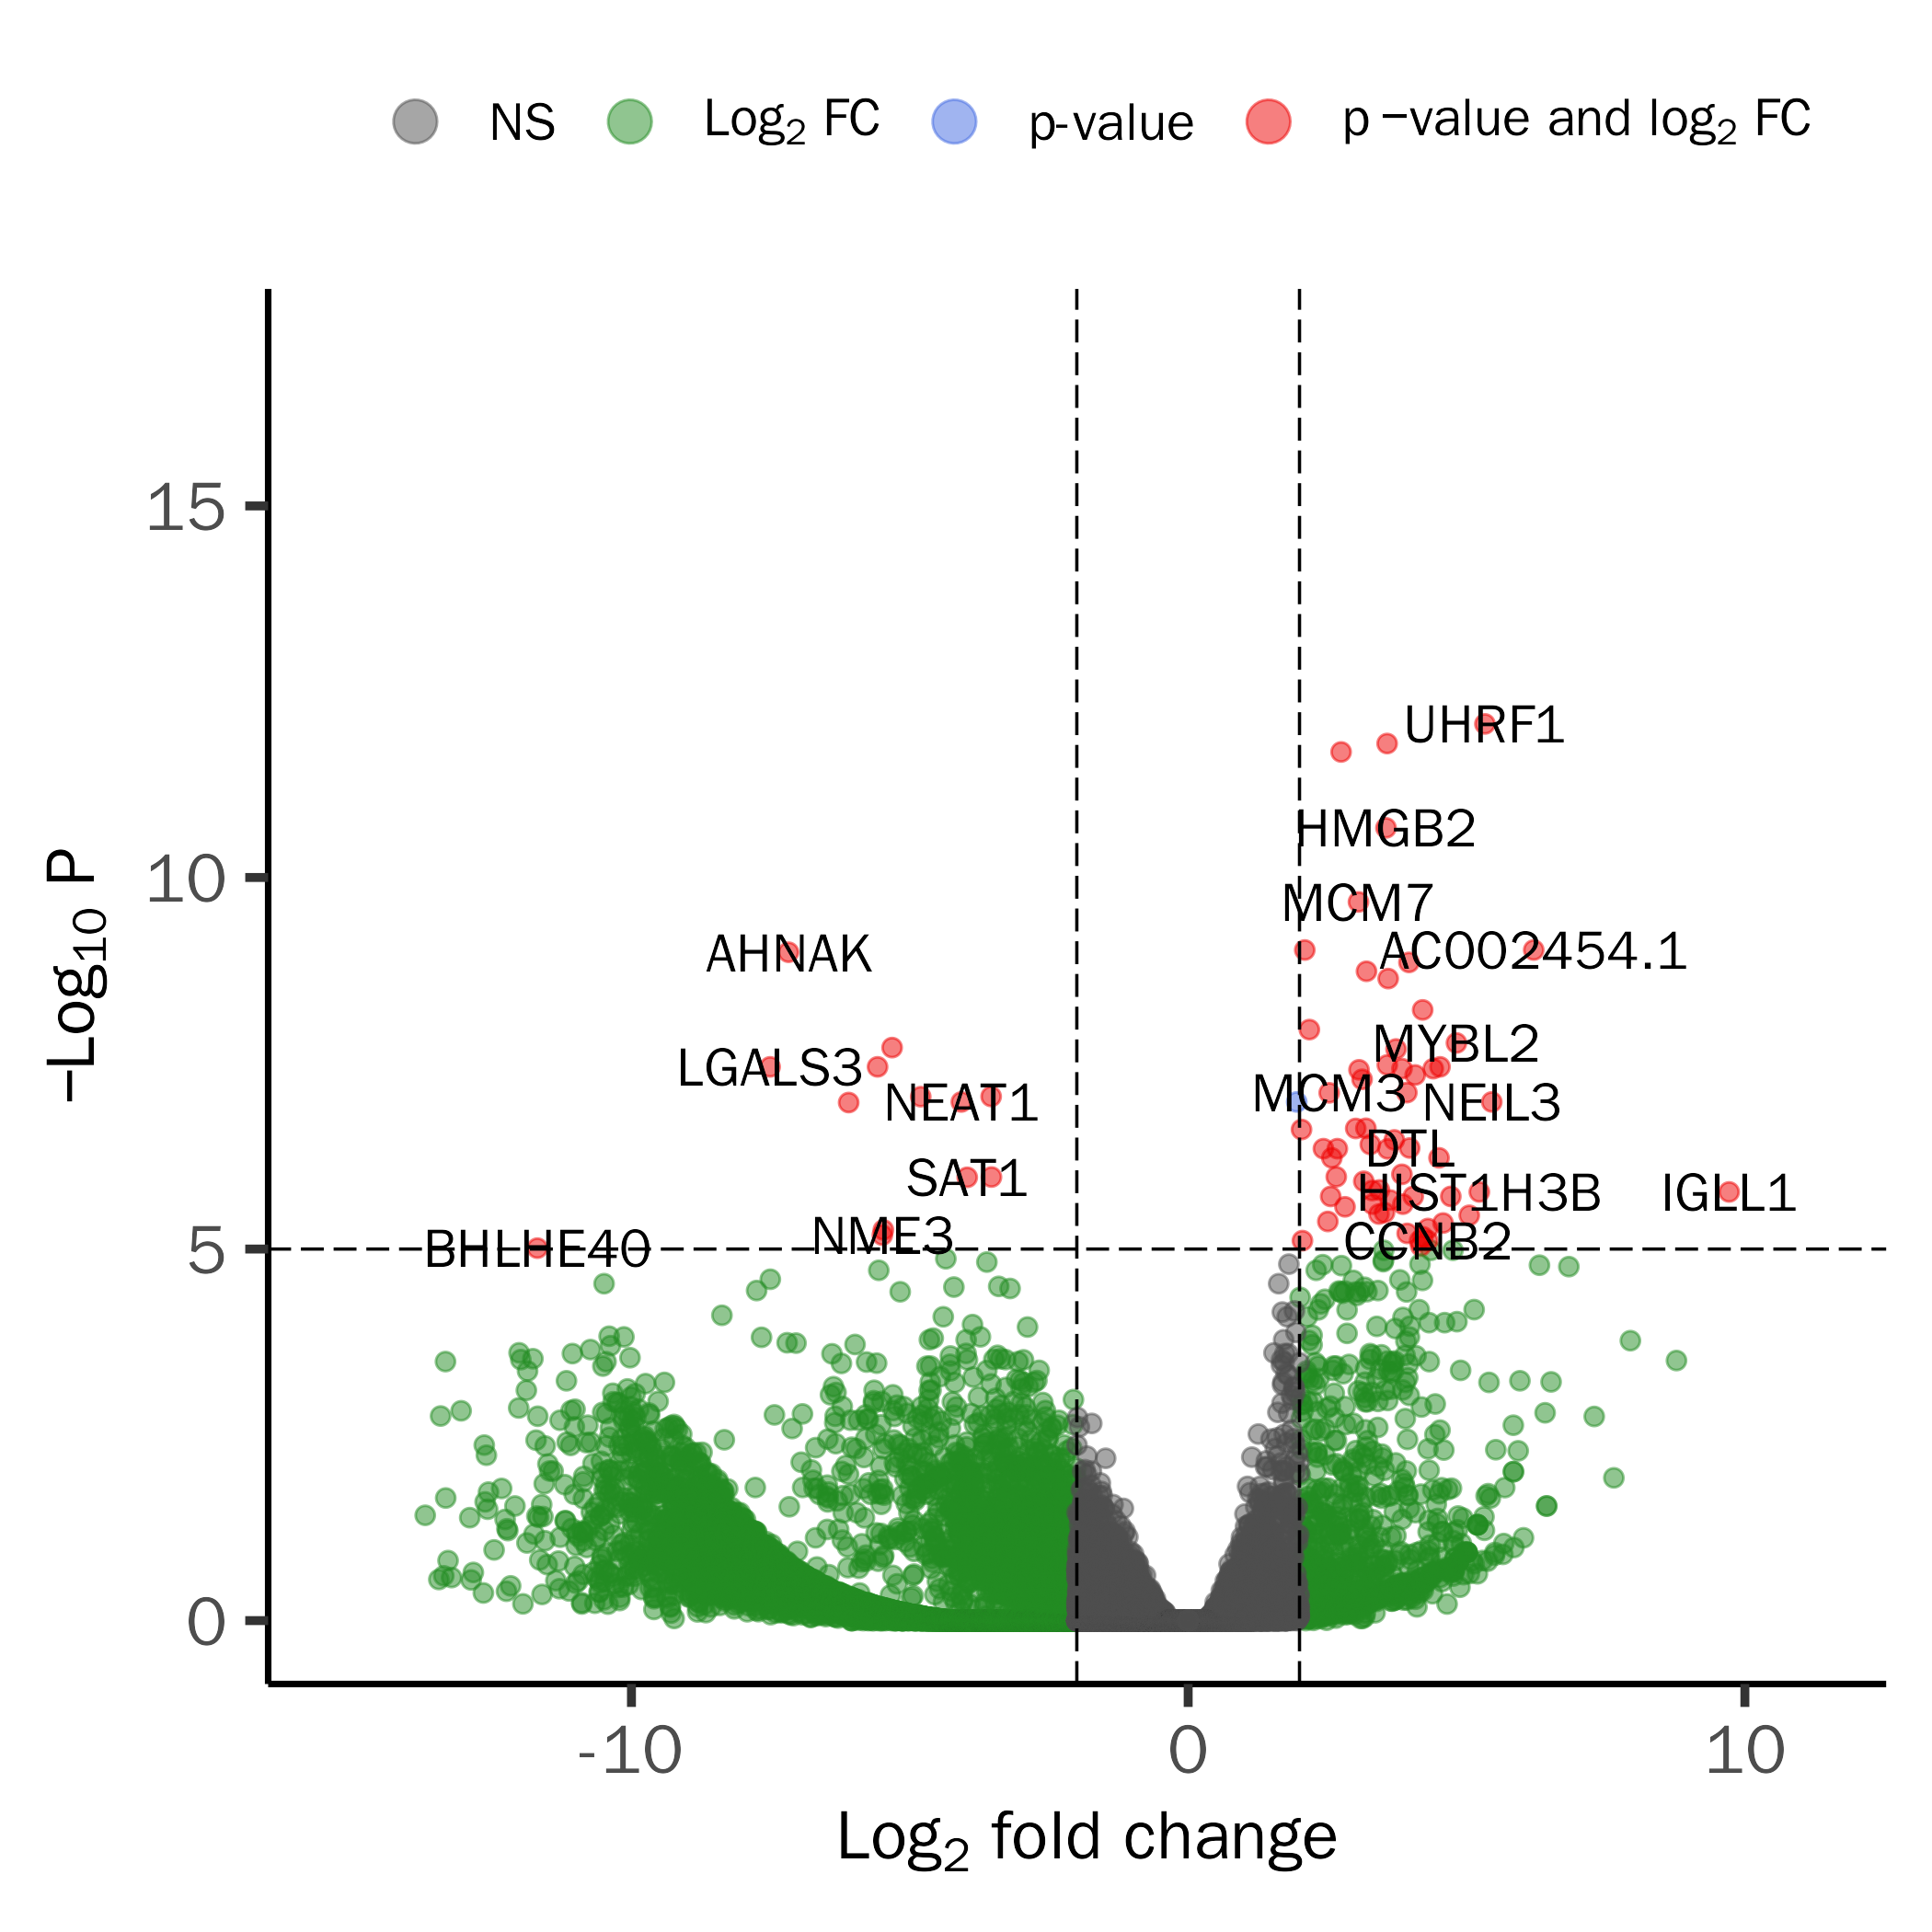 NS Log2 FC p-value p −value and log2 FC
15
UHRF1
HMGB2
10
MCM7
AHNAK AC002454.1
MYBL2
LGALS3
MCM3
NEAT1 NEIL3
DTL
SAT1
HIST1H3B IGLL1
NME3
CCNB2
5
BHLHE40
0
-10 0 10
Log2 fold change
−Log10 P